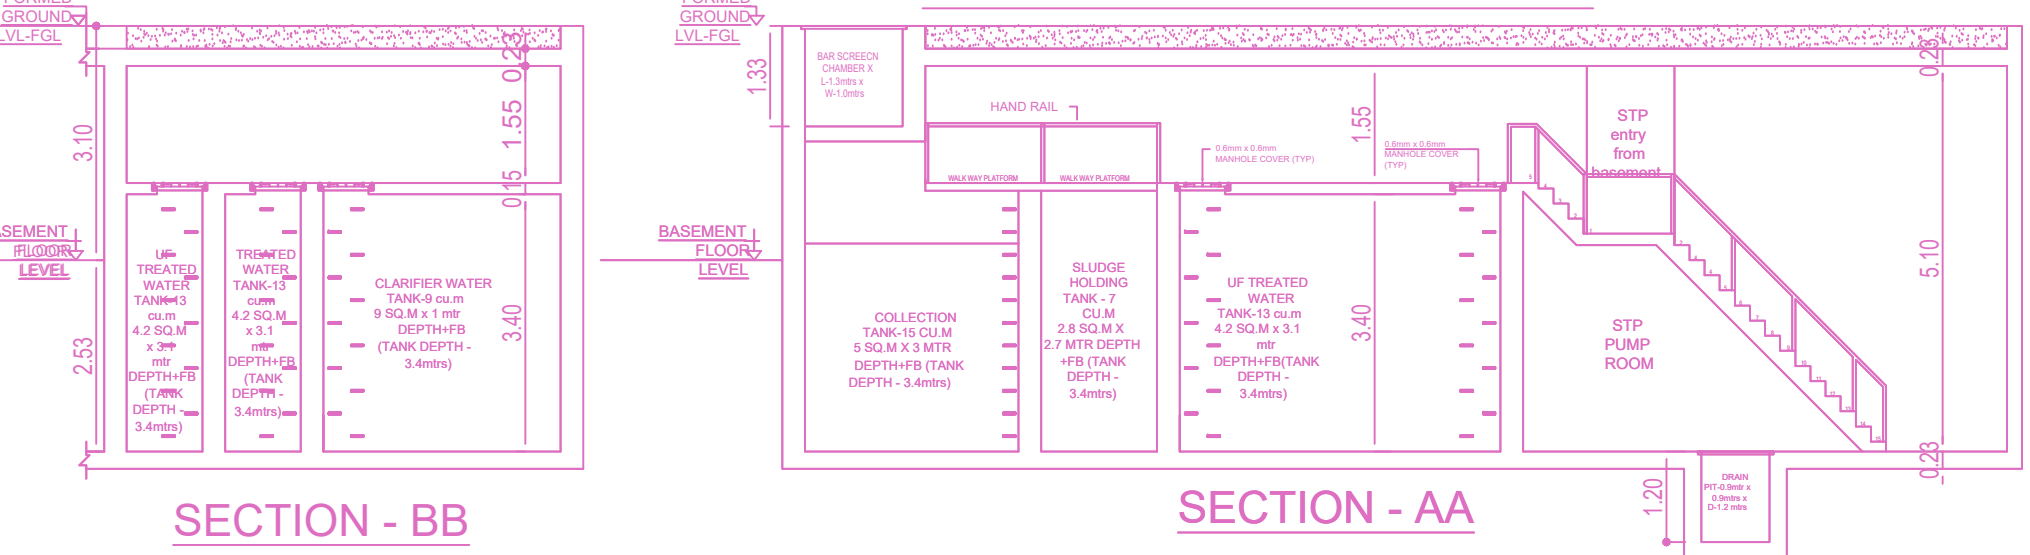 FORMED
GROUND
LVL-FGL
3.10
BASEMENT
FLOOR
LEVEL
2.53
0.23
1.55
0.15
3.40
UF
TREATED
WATER
TANK-13
cu.m
4.2 SQ.M
x 3.1
mtr
DEPTH+FB
(TANK
DEPTH -
3.4mtrs)
TREATED
WATER
TANK-13
cu.m
4.2 SQ.M
x 3.1
mtr
DEPTH+FB
(TANK
DEPTH -
3.4mtrs)
CLARIFIER WATER
TANK-9 cu.m
9 SQ.M x 1 mtr
DEPTH+FB
(TANK DEPTH -
3.4mtrs)
SECTION - BB
FORMED
GROUND
LVL-FGL
1.33
BAR SCREECN
CHAMBER X
L-1.3mtrs x
W-1.0mtrs
HAND RAIL
WALK WAY PLATFORM
WALK WAY PLATFORM
0.6mm x 0.6mm
MANHOLE COVER (TYP)
1.55
0.6mm x 0.6mm
MANHOLE COVER
(TYP)
STP
entry
from
basement
0.23
5.10
0.23
BASEMENT
FLOOR
LEVEL
COLLECTION
TANK-15 CU.M
5 SQ.M X 3 MTR
DEPTH+FB (TANK
DEPTH - 3.4mtrs)
SLUDGE
HOLDING
TANK - 7
CU.M
2.8 SQ.M X
2.7 MTR DEPTH
+FB (TANK
DEPTH -
3.4mtrs)
UF TREATED
WATER
TANK-13 cu.m
4.2 SQ.M x 3.1
mtr
DEPTH+FB(TANK
DEPTH -
3.4mtrs)
3.40
STP
PUMP
ROOM
1.20
DRAIN
PIT-0.9mtr x
0.9mtrs x
D-1.2 mtrs
SECTION - AA